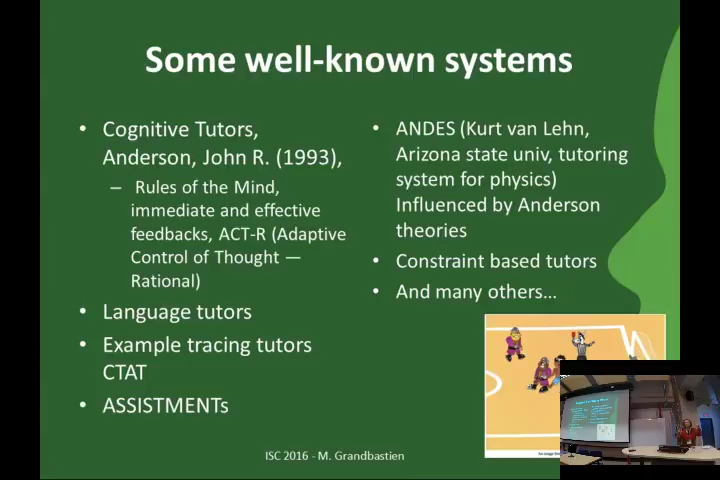 Some well-known systems
• Cognitive Tutors,
Anderson, John R. (1993),
– Rules of the Mind,
immediate and effective
feedbacks, ACT-R (Adaptive
Control of Thought —
Rational)
• Language tutors
• Example tracing tutors
CTAT
• ASSISTMENTs
• ANDES (Kurt van Lehn,
Arizona state univ, tutoring
system for physics)
Influenced by Anderson
theories
• Constraint based tutors
• And many others...
ISC 2016 - M. Grandbastien